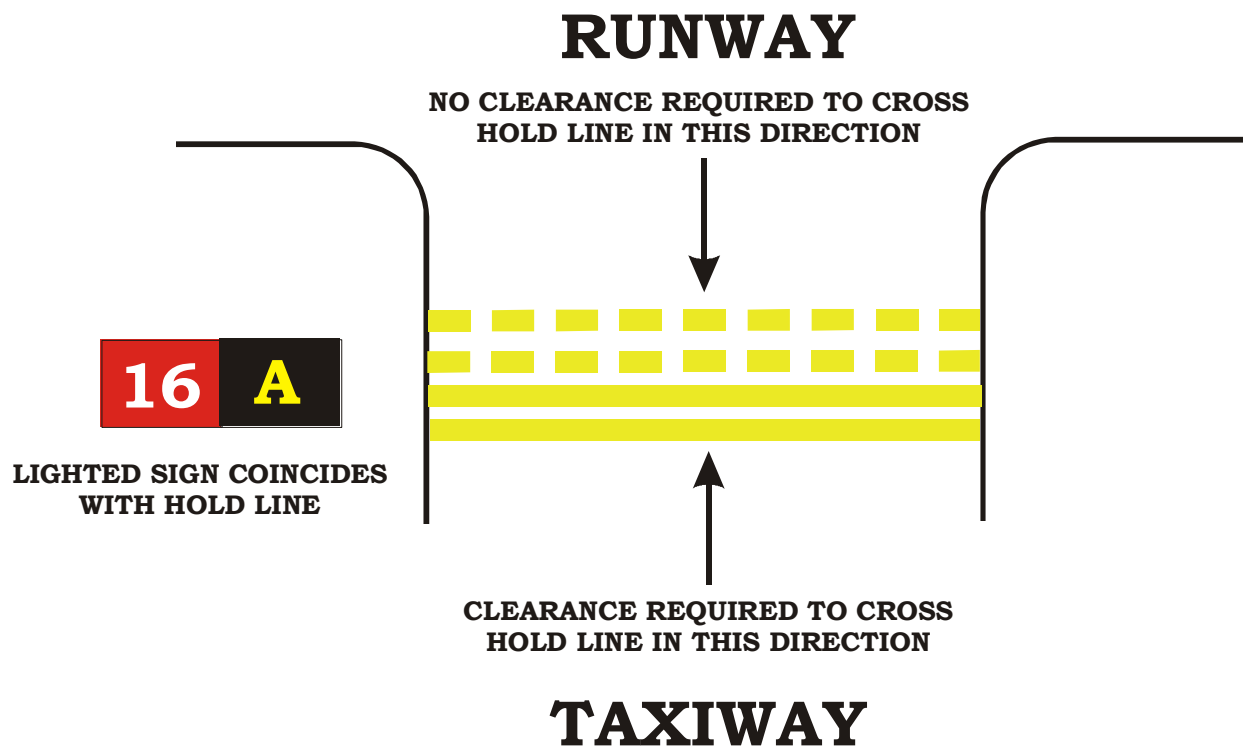 RUNWAY
NO CLEARANCE REQUIRED TO CROSS
HOLD LINE IN THIS DIRECTION
16 A
LIGHTED SIGN COINCIDES
WITH HOLD LINE
CLEARANCE REQUIRED TO CROSS
HOLD LINE IN THIS DIRECTION
TAXIWAY